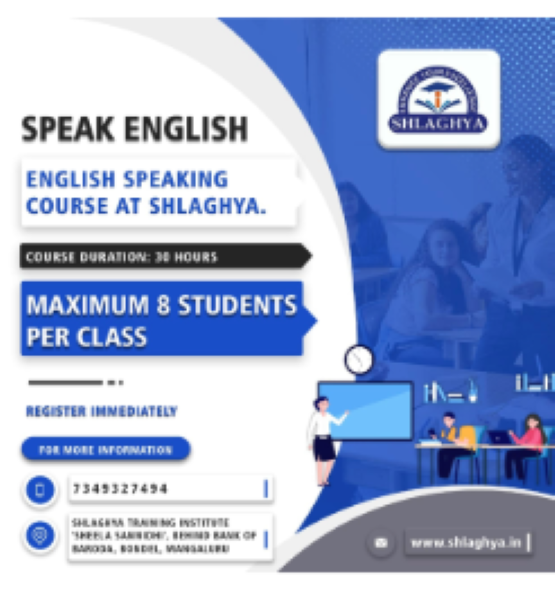 SHLAGHYA
SPEAK ENGLISH
ENGLISH SPEAKING
COURSE AT SHLAGHYA.
COURSE DURATION: 30 HOURS
MAXIMUM 8 STUDENTS
PER CLASS
REGISTER IMMEDIATELY
FOR MORE INFORMATION
7349327494
SHLAGHYA TRAINING INSTITUTE
'SHEELA SANNIDHI', BEHIND BANK OF
BARODA, BONDEL, MANGALURU
www.shlaghya.in